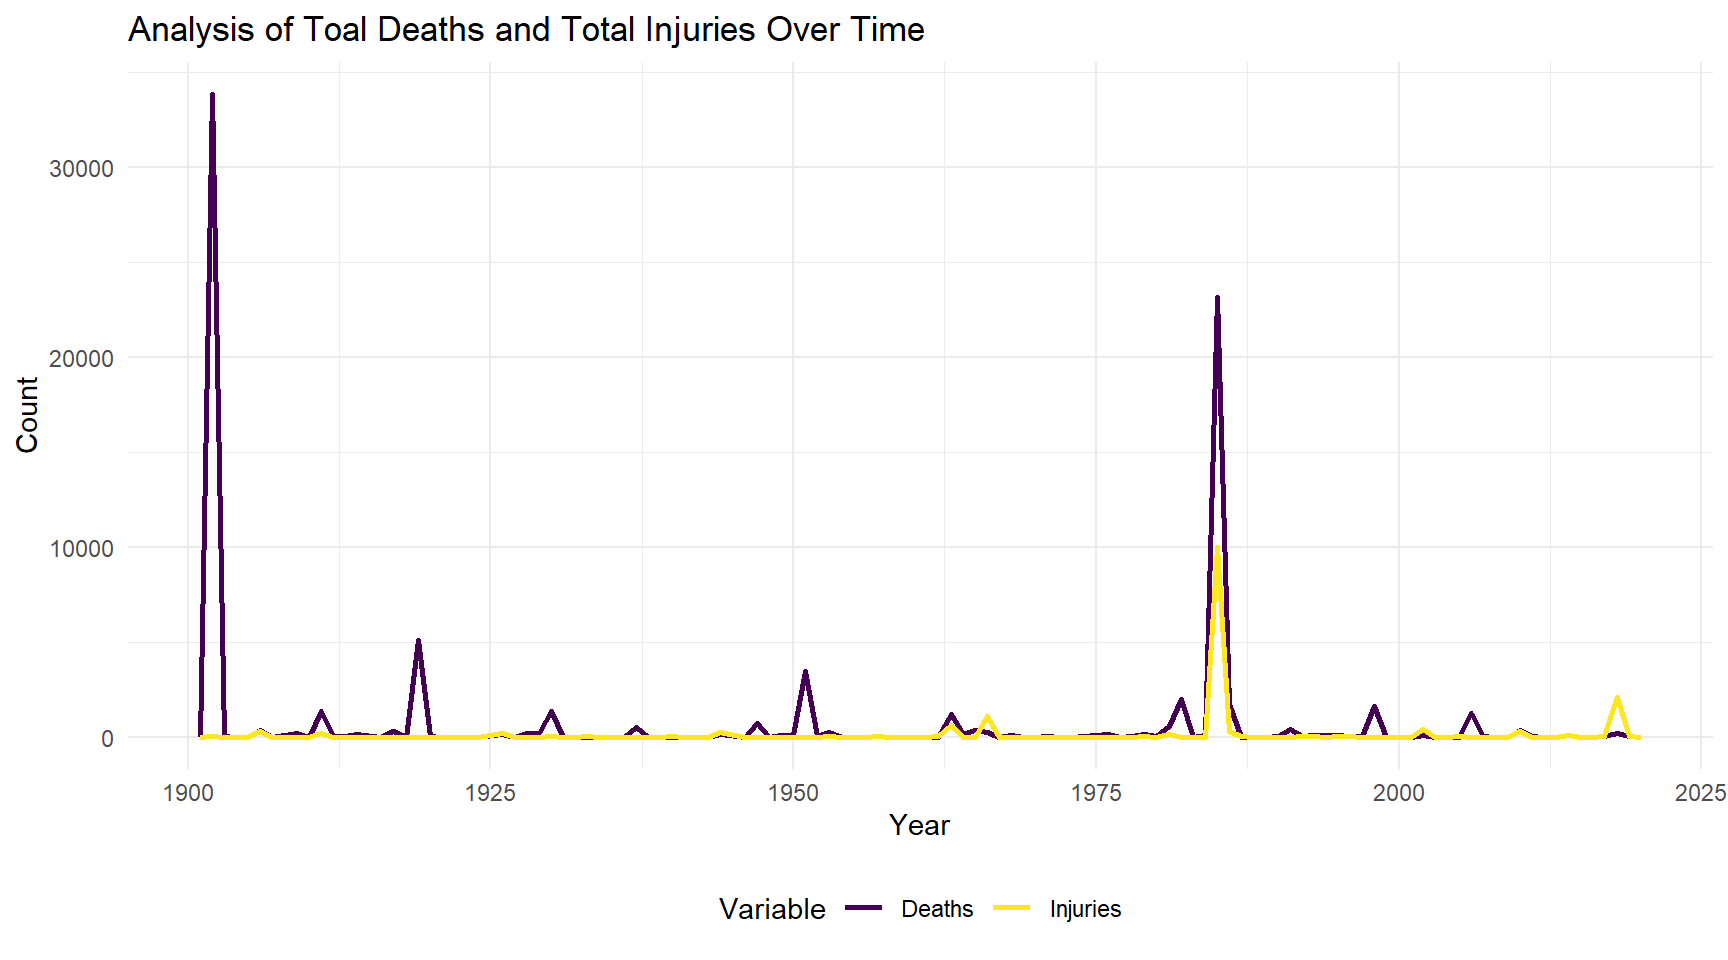 Analysis of Toal Deaths and Total Injuries Over Time
30000
20000
10000
0
Count
1900 1925 1950 1975 2000 2025
Year
Variable Deaths Injuries